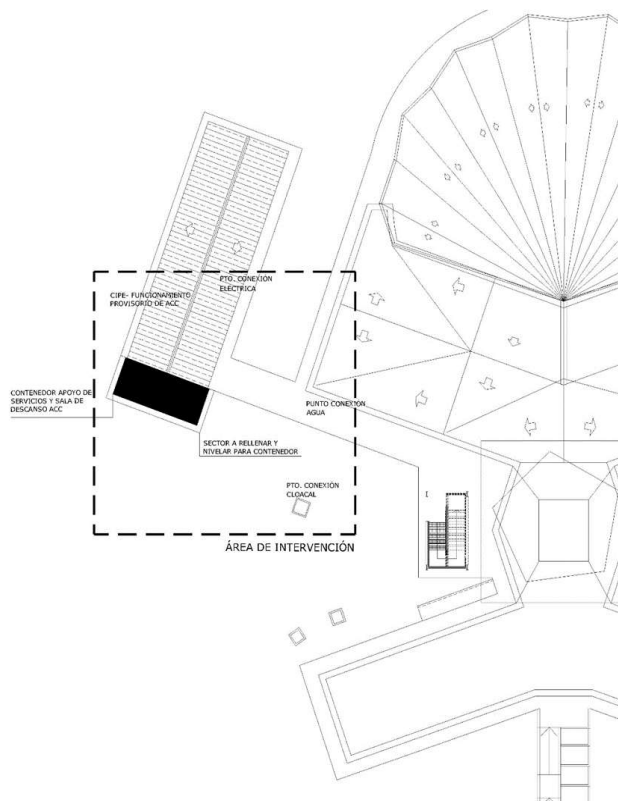 PTO. CONEXIÓN
ELÉCTRICA
CIPE- FUNCIONAMIENTO
PROVISORIO DE ACC
CONTENEDOR APOYO DE
SERVICIOS Y SALA DE
DESCANSO ACC
PUNTO CONEXIÓN
AGUA
SECTOR A RELLENAR Y
NIVELAR PARA CONTENEDOR
PTO. CONEXIÓN
CLOACAL
ÁREA DE INTERVENCIÓN